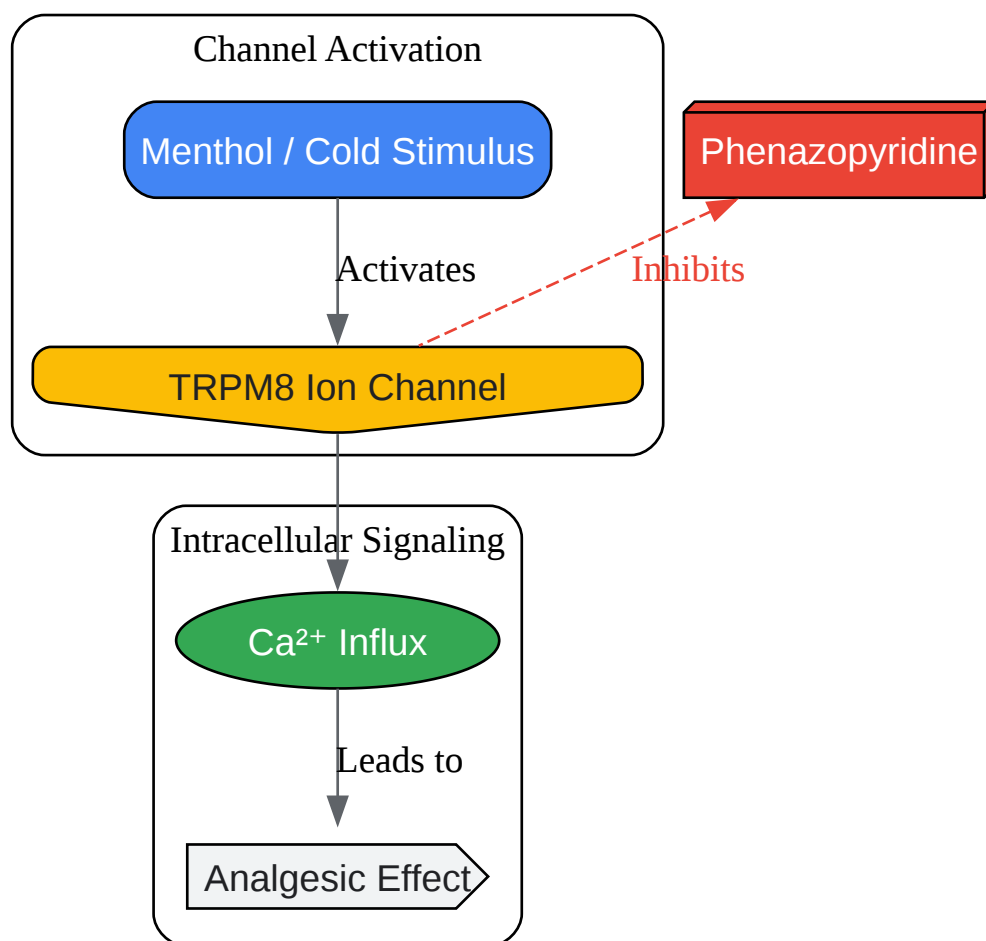 Channel Activation
Menthol / Cold Stimulus
Phenazopyridine
Activates
Inhibits
TRPM8 Ion Channel
Intracellular Signaling
Ca²⁺ Influx
Leads to
Analgesic Effect